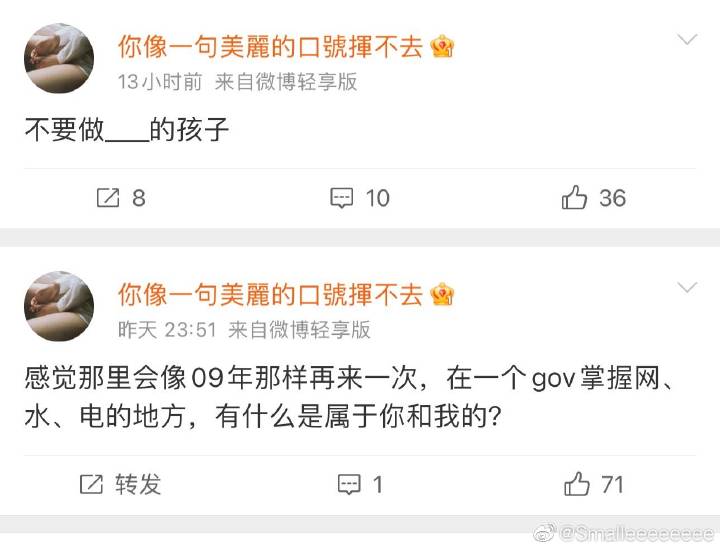 你像一句美麗的口號揮不去
13小时前 来自微博轻享版
不要做____的孩子
8 10 36
你像一句美麗的口號揮不去
昨天 23:51 来自微博轻享版
感觉那里会像09年那样再来一次，在一个gov掌握网、
水、电的地方，有什么是属于你和我的？
转发 1 71
@Smalleeeeeeee